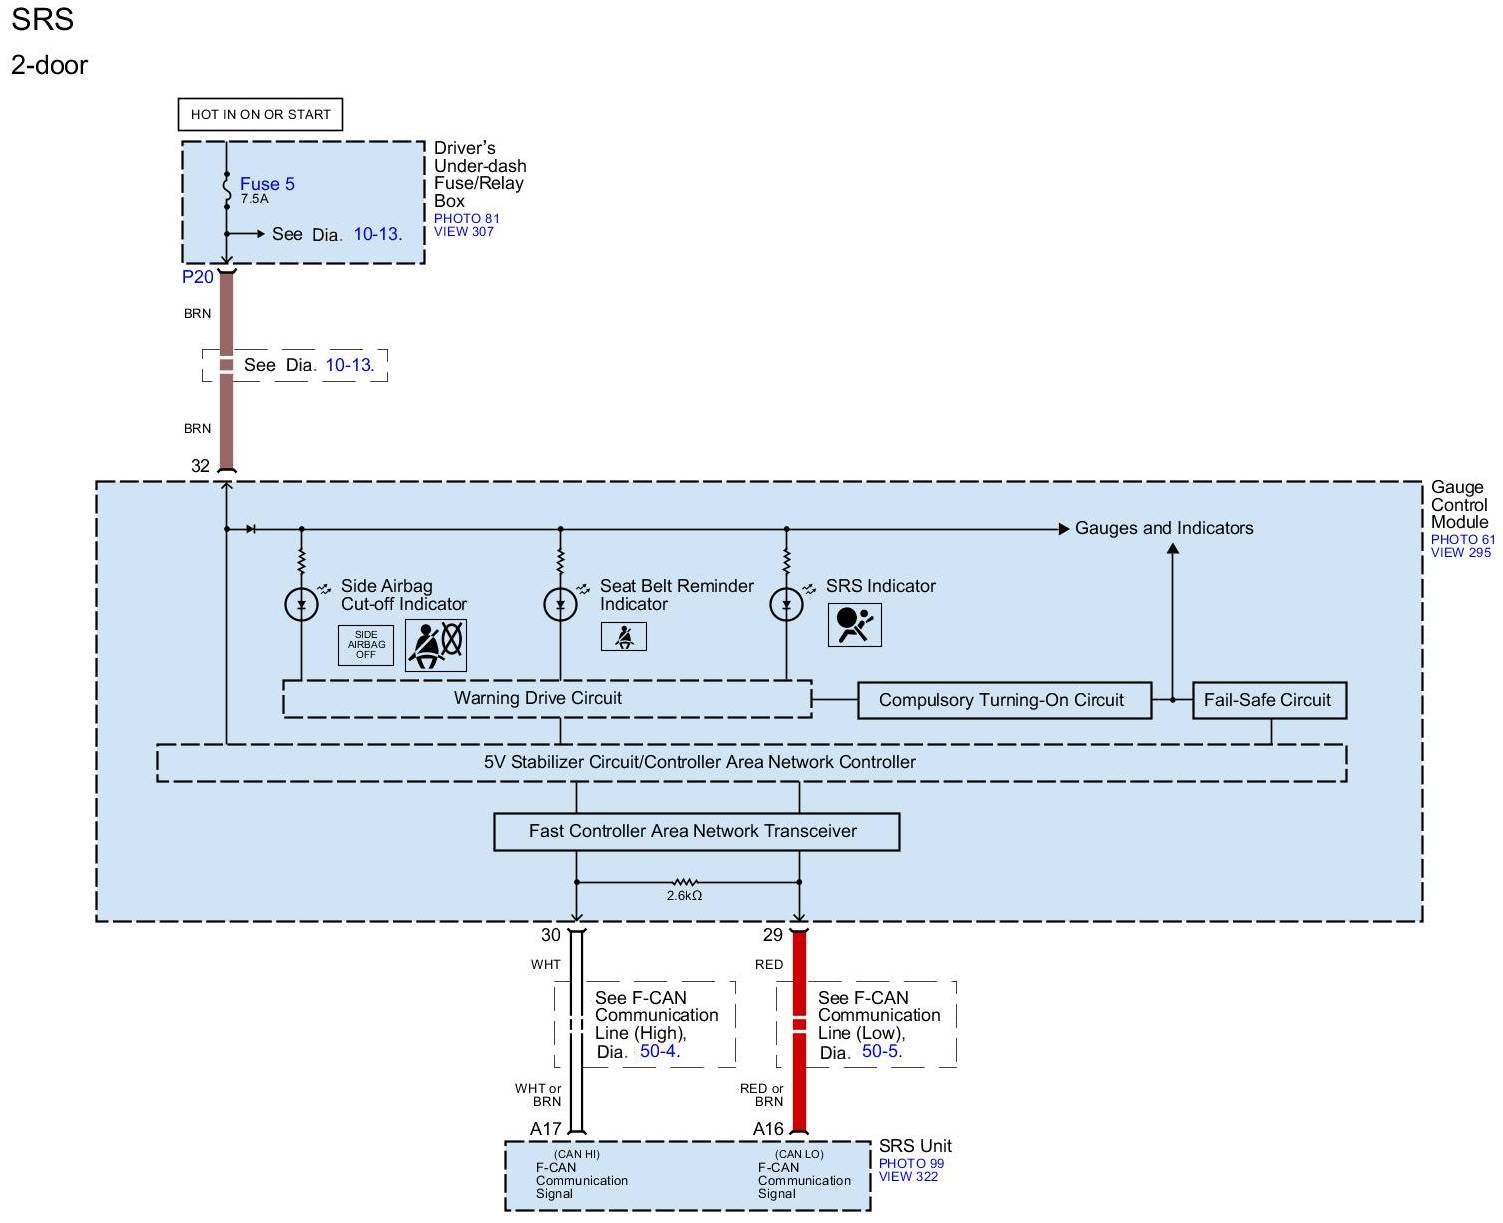 SRS
2-door
HOT IN ON OR START
Driver's
Under-dash
Fuse/Relay
Box
PHOTO 81
VIEW 307
Fuse 5
7.5A
See Dia. 10-13.
P20
BRN
See Dia. 10-13.
BRN
32
Gauge
Control
Module
PHOTO 61
VIEW 295
Gauges and Indicators
Side Airbag
Cut-off Indicator
SIDE
AIRBAG
OFF
Seat Belt Reminder
Indicator
SRS Indicator
Warning Drive Circuit
Compulsory Turning-On Circuit
Fail-Safe Circuit
5V Stabilizer Circuit/Controller Area Network Controller
Fast Controller Area Network Transceiver
2.6kΩ
30
29
WHT
RED
See F-CAN
Communication
Line (High),
Dia. 50-4.
See F-CAN
Communication
Line (Low),
Dia. 50-5.
WHT or
BRN
RED or
BRN
A17
A16
SRS Unit
PHOTO 99
VIEW 322
(CAN HI)
F-CAN
Communication
Signal
(CAN LO)
F-CAN
Communication
Signal